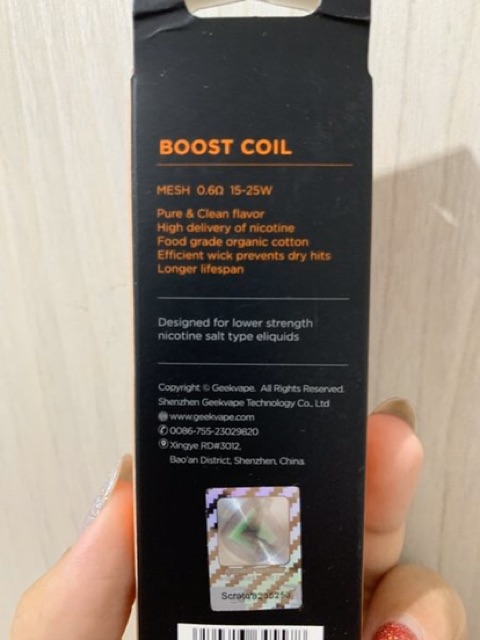 BOOST COIL
MESH 0.6Ω 15-25W
Pure & Clean flavor
High delivery of nicotine
Food grade organic cotton
Efficient wick prevents dry hits
Longer lifespan
Designed for lower strength
nicotine salt type eliquids
Copyright © Geekvape. All Rights Reserved.
Shenzhen Geekvape Technology Co., Ltd
www.geekvape.com
0086-755-23029820
Xingye RD#3012,
Bao'an District, Shenzhen, China.